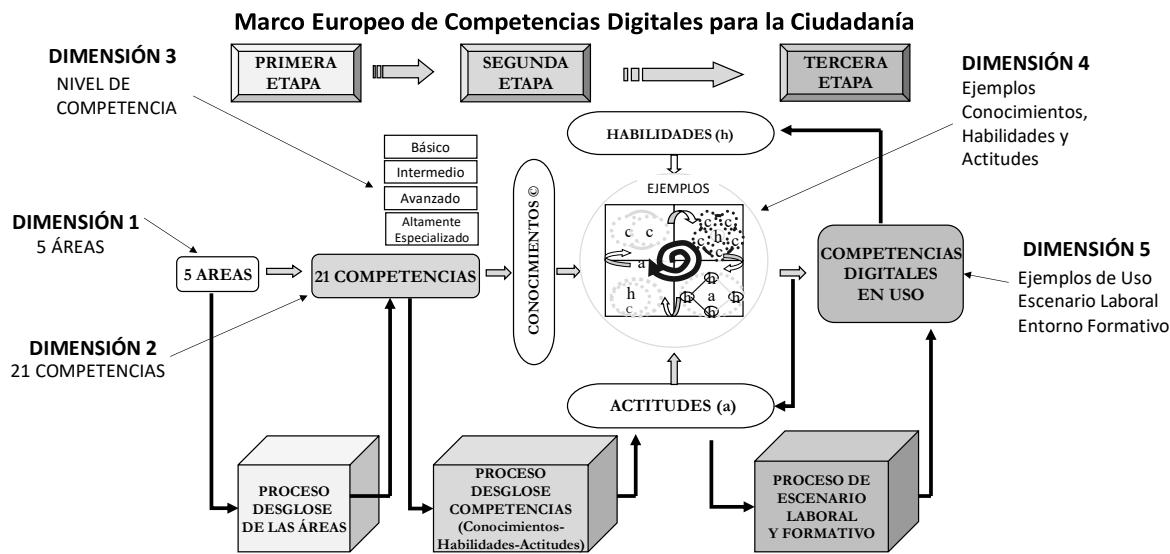 Marco Europeo de Competencias Digitales para la Ciudadanía
DIMENSIÓN 3
NIVEL DE
COMPETENCIA
PRIMERA
ETAPA
SEGUNDA
ETAPA
TERCERA
ETAPA
DIMENSIÓN 4
Ejemplos
Conocimientos,
Habilidades y
Actitudes
HABILIDADES (h)
Básico
Intermedio
Avanzado
Altamente
Especializado
CONOCIMIENTOS ©
EJEMPLOS
c c
a
h
c
c
c
c
c
h
c
c
c
h
h
a
h
h
DIMENSIÓN 1
5 ÁREAS
5 AREAS
21 COMPETENCIAS
COMPETENCIAS
DIGITALES
EN USO
DIMENSIÓN 5
Ejemplos de Uso
Escenario Laboral
Entorno Formativo
DIMENSIÓN 2
21 COMPETENCIAS
ACTITUDES (a)
PROCESO
DESGLOSE
DE LAS ÁREAS
PROCESO
DESGLOSE
COMPETENCIAS
(Conocimientos-
Habilidades-Actitudes)
PROCESO DE
ESCENARIO
LABORAL
Y FORMATIVO